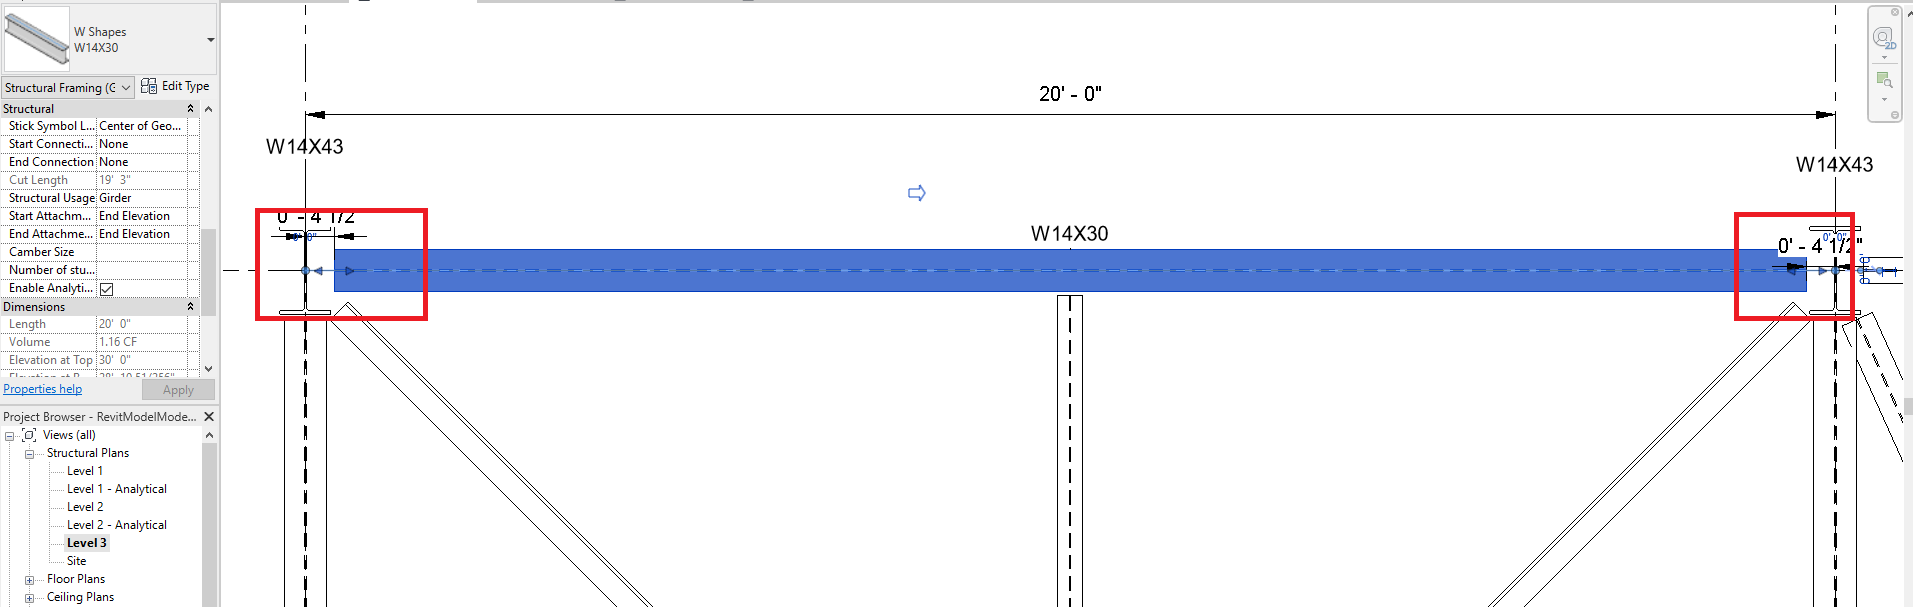 W Shapes
W14X30
Structural Framing (G
Edit Type
Structural
Stick Symbol L... Center of Geo...
Start Connecti... None
End Connection None
Cut Length 19' 3"
Structural Usage Girder
Start Attachm... End Elevation
End Attachme... End Elevation
Camber Size
Number of stu...
Enable Analyti...
Dimensions
Length 20' 0"
Volume 1.16 CF
Elevation at Top 30' 0"
Properties help
Apply
Project Browser - RevitModelMode...
Views (all)
Structural Plans
Level 1
Level 1 - Analytical
Level 2
Level 2 - Analytical
Level 3
Site
Floor Plans
Ceiling Plans
20' - 0"
W14X43
W14X43
0' - 4 1/2
W14X30
0' - 4 1/2"
0' 0"
2D